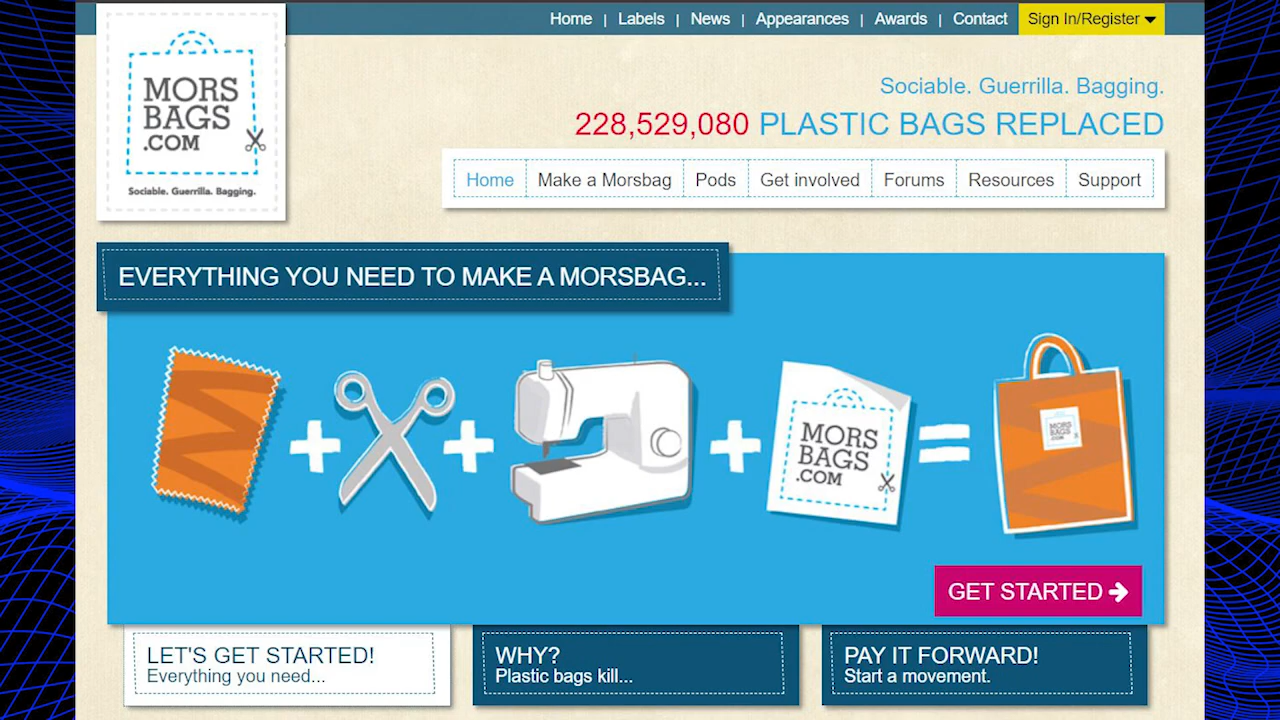 Home | Labels | News | Appearances | Awards | Contact
Sign In/Register
MORS
BAGS
.COM
Sociable. Guerrilla. Bagging.
Sociable. Guerrilla. Bagging.
228,529,080 PLASTIC BAGS REPLACED
Home Make a Morsbag Pods Get involved Forums Resources Support
EVERYTHING YOU NEED TO MAKE A MORSBAG...
+ + + =
MORS
BAGS
.COM
MORS
BAGS
.COM
GET STARTED
LET'S GET STARTED!
Everything you need...
WHY?
Plastic bags kill...
PAY IT FORWARD!
Start a movement.